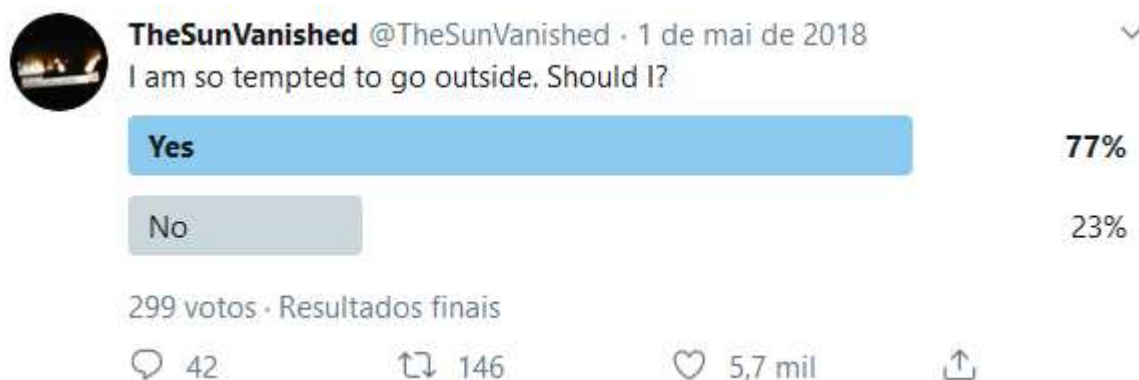 TheSunVanished @TheSunVanished · 1 de mai de 2018
I am so tempted to go outside. Should I?
Yes 77%
No 23%
299 votos · Resultados finais
42 146 5,7 mil